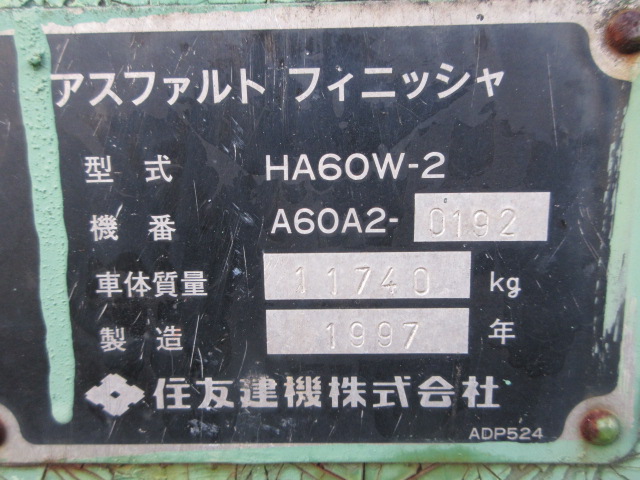 アスファルト フィニッシャ
型式 HA60W-2
機番 A60A2-0192
車体質量 11740 kg
製造 1997 年
住友建機株式会社
ADP524